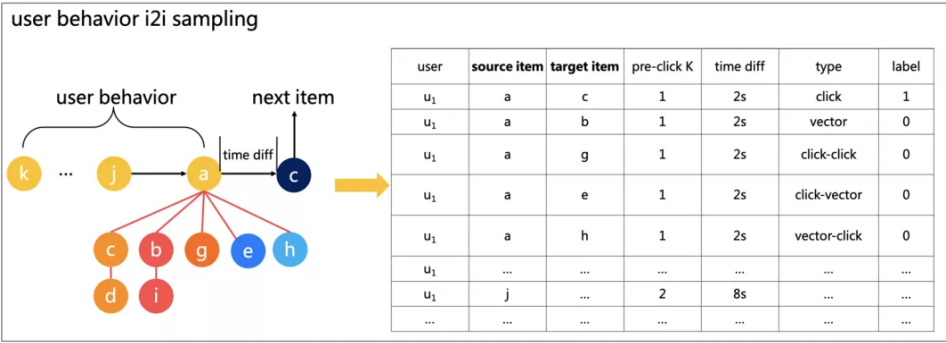 user behavior i2i sampling
user behavior
next item
time diff
k
...
j
a
c
c
b
g
e
h
d
i
user source item target item pre-click K time diff type label
u1 a c 1 2s click 1
u1 a b 1 2s vector 0
u1 a g 1 2s click-click 0
u1 a e 1 2s click-vector 0
u1 a h 1 2s vector-click 0
u1 ... ... ... ... ... ...
u1 j ... 2 8s ... ...
... ... ... ... ... ... ...